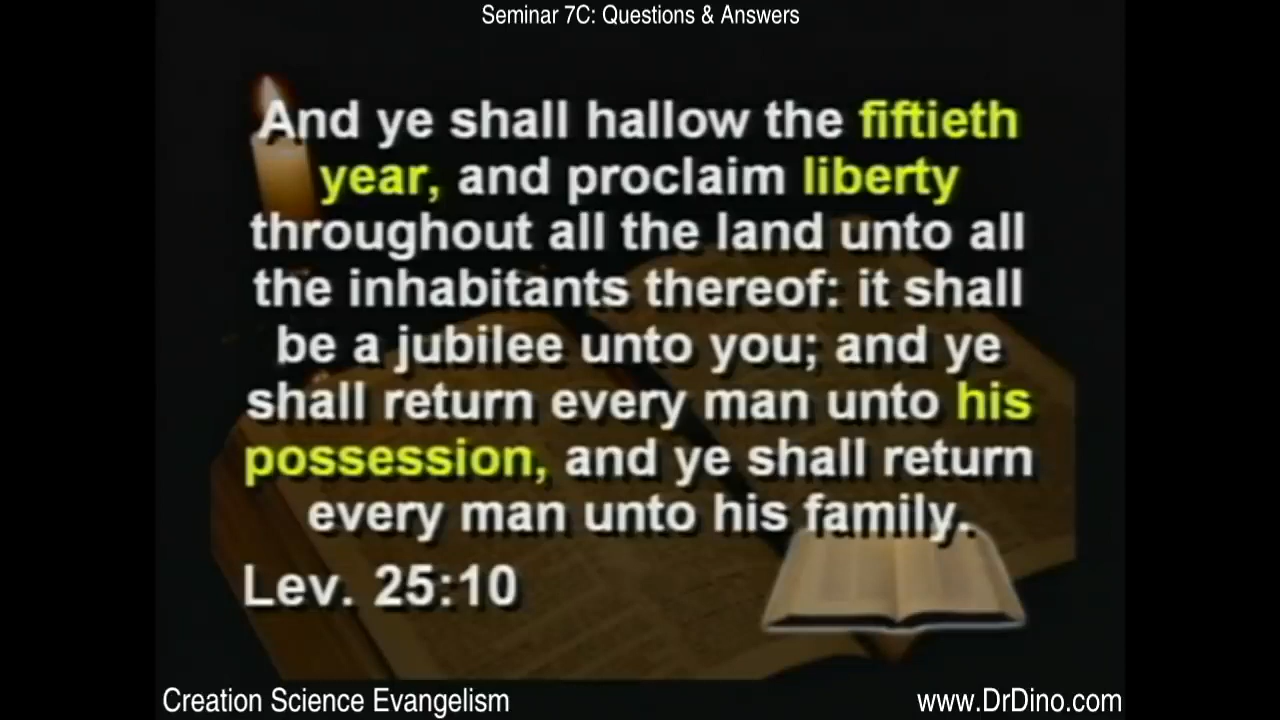 Seminar 7C: Questions & Answers
And ye shall hallow the fiftieth
year, and proclaim liberty
throughout all the land unto all
the inhabitants thereof: it shall
be a jubilee unto you; and ye
shall return every man unto his
possession, and ye shall return
every man unto his family.
Lev. 25:10
Creation Science Evangelism
www.DrDino.com